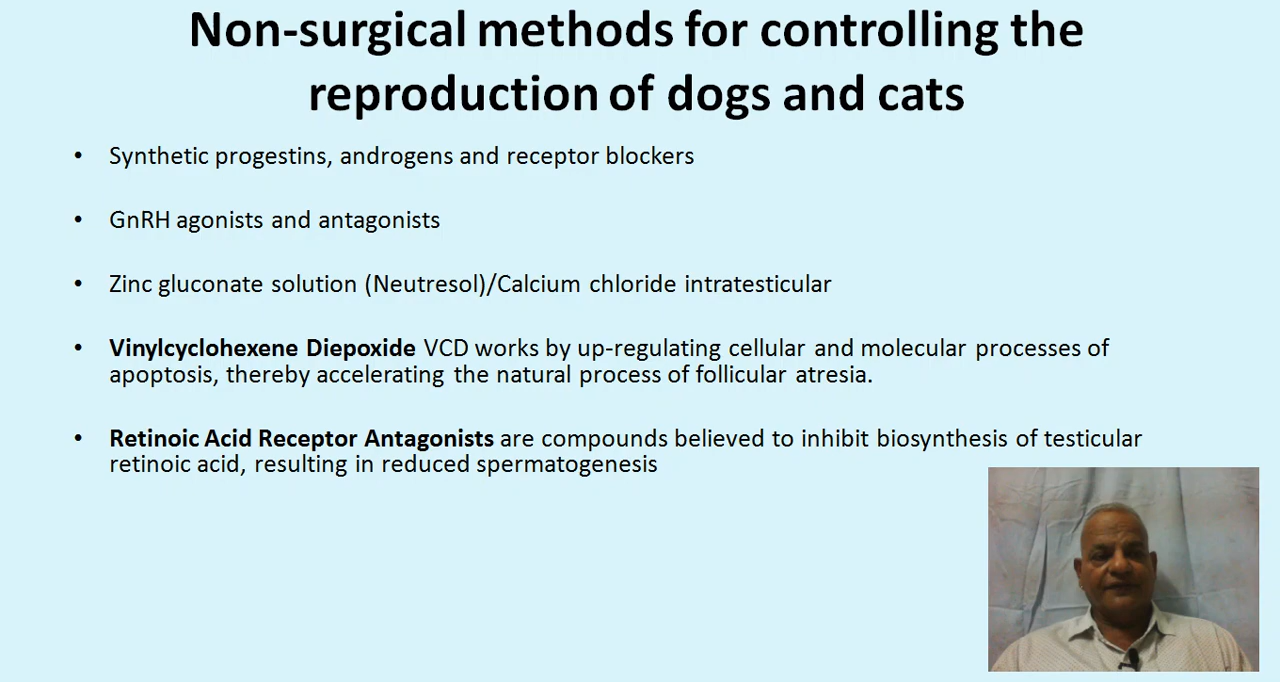 Non-surgical methods for controlling the
reproduction of dogs and cats
• Synthetic progestins, androgens and receptor blockers
• GnRH agonists and antagonists
• Zinc gluconate solution (Neutresol)/Calcium chloride intratesticular
• Vinylcyclohexene Diepoxide VCD works by up-regulating cellular and molecular processes of
apoptosis, thereby accelerating the natural process of follicular atresia.
• Retinoic Acid Receptor Antagonists are compounds believed to inhibit biosynthesis of testicular
retinoic acid, resulting in reduced spermatogenesis